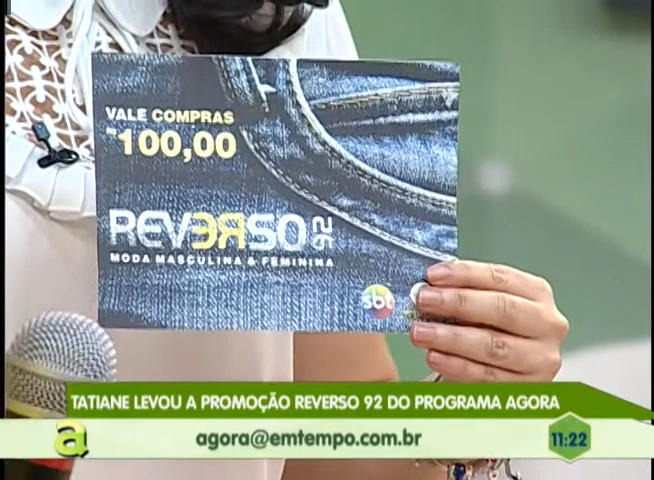 VALE COMPRAS
R$ 100,00
REVERSO 92
MODA MASCULINA & FEMININA
sbt
TATIANE LEVOU A PROMOÇÃO REVERSO 92 DO PROGRAMA AGORA
a agora@emtempo.com.br 11:22